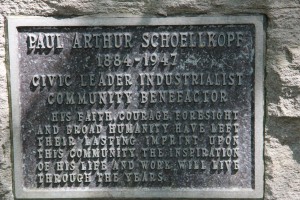 PAUL ARTHUR SCHOELLKOPF
1884-1947
CIVIC LEADER INDUSTRIALIST
COMMUNITY BENEFACTOR
HIS FAITH, COURAGE, FORESIGHT
AND BROAD HUMANITY HAVE LEFT
THEIR LASTING IMPRINT UPON
THIS COMMUNITY. THE INSPIRATION
OF HIS LIFE AND WORK WILL LIVE
THROUGH THE YEARS.